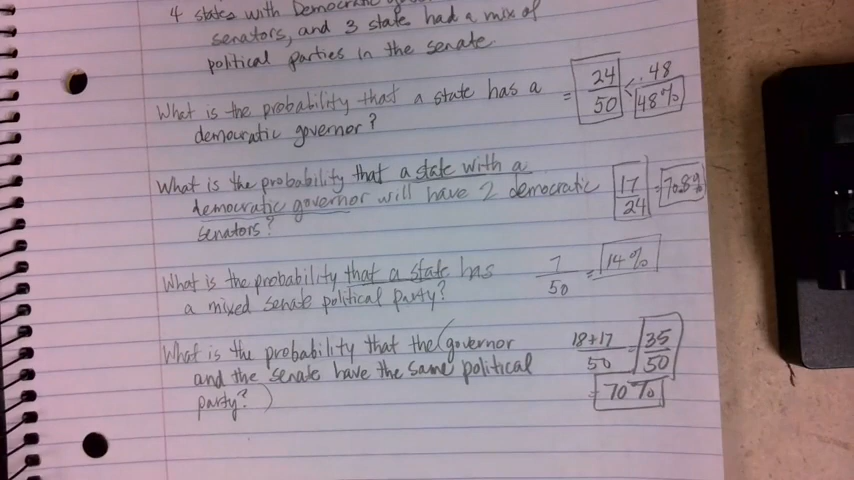 4 states with Democratic
senators, and 3 state had a mix of
political parties in the senate.
What is the probability that a state has a
democratic governor?
= 24/50 < .48
48%
What is the probability that a state with a
democratic governor will have 2 democratic
senators?
17/24 = 70.8%
What is the probability that a state has
a mixed senate political party?
7/50 = 14%
What is the probability that the (governor
and the senate have the same political
party?)
18+17/50 = 35/50
= 70%